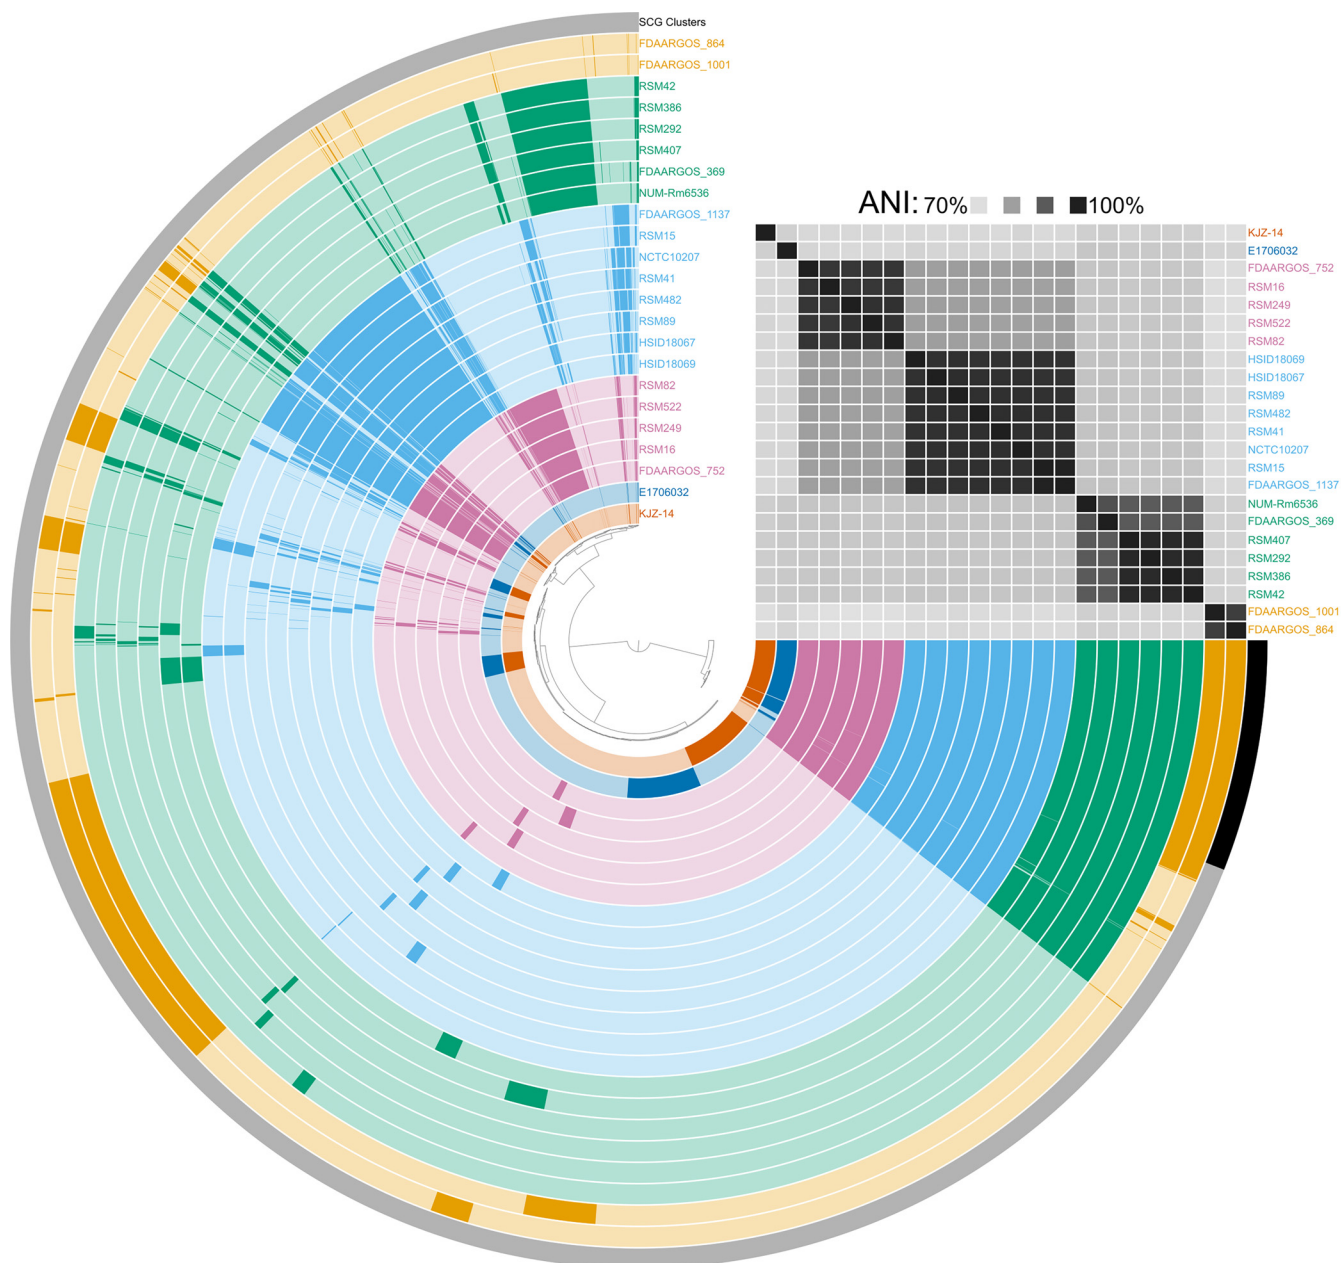 SCG Clusters
FDAARGOS_864
FDAARGOS_1001
RSM42
RSM386
RSM292
RSM407
FDAARGOS_369
NUM-Rm6536
FDAARGOS_1137
RSM15
NCTC10207
RSM41
RSM482
RSM89
HSID18067
HSID18069
RSM82
RSM522
RSM249
RSM16
FDAARGOS_752
E1706032
KJZ-14
ANI: 70% 100%
KJZ-14
E1706032
FDAARGOS_752
RSM16
RSM249
RSM522
RSM82
HSID18069
HSID18067
RSM89
RSM482
RSM41
NCTC10207
RSM15
FDAARGOS_1137
NUM-Rm6536
FDAARGOS_369
RSM407
RSM292
RSM386
RSM42
FDAARGOS_1001
FDAARGOS_864